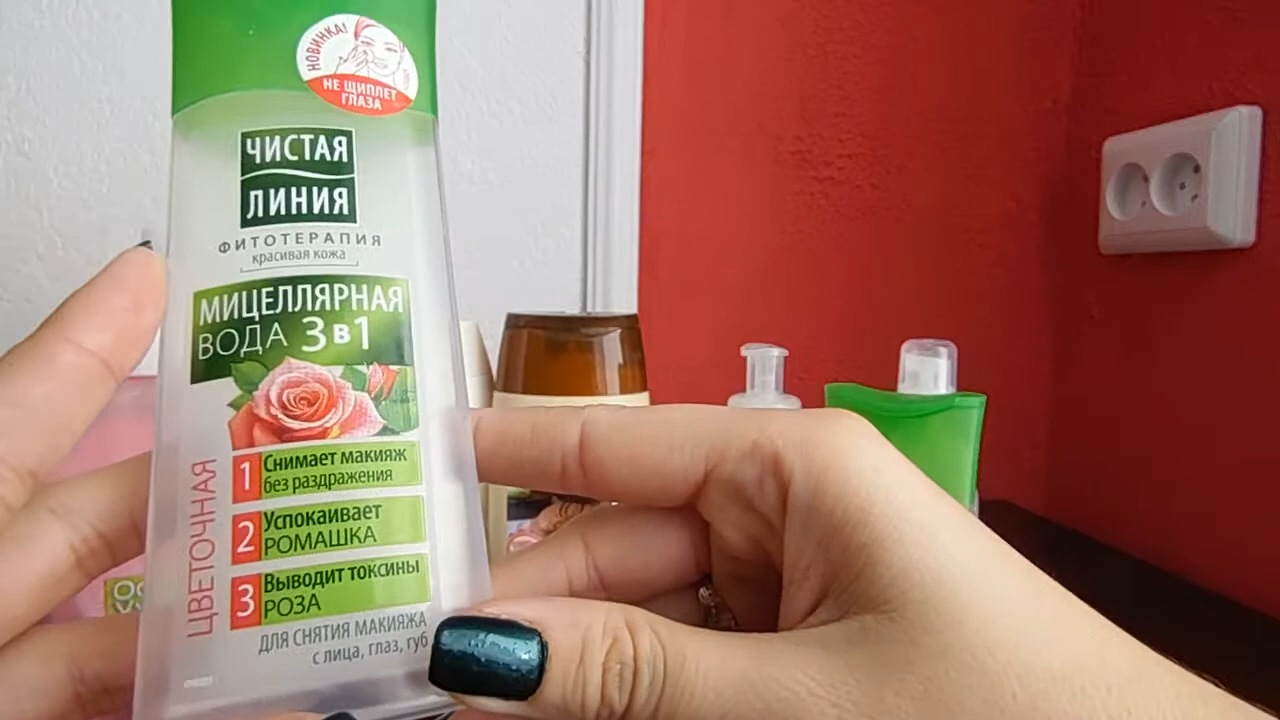 НОВИНКА!
НЕ ЩИПЛЕТ
ГЛАЗА
ЧИСТАЯ
ЛИНИЯ
ФИТОТЕРАПИЯ
красивая кожа
МИЦЕЛЛЯРНАЯ
ВОДА 3в1
ЦВЕТОЧНАЯ
1 Снимает макияж
без раздражения
2 Успокаивает
РОМАШКА
3 Выводит токсины
РОЗА
ДЛЯ СНЯТИЯ МАКИЯЖА
с лица, глаз, губ